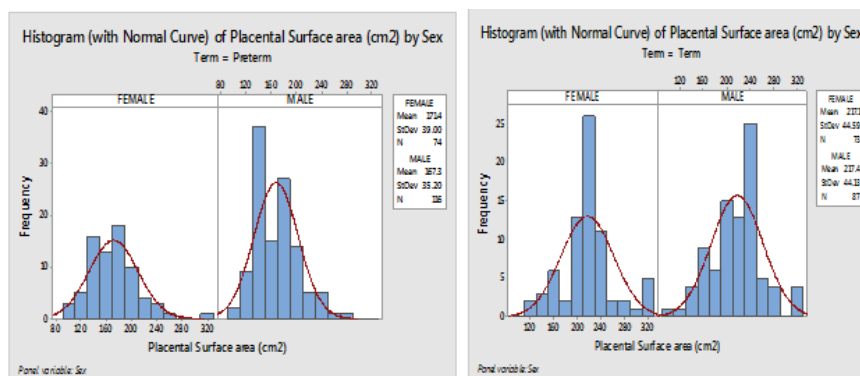 Histogram (with Normal Curve) of Placental Surface area (cm2) by Sex
Term = Preterm
80 160 240 320
FEMALE MALE
40
30
20
10
0
Frequency
80 120 160 200 240 280 320
Placental Surface area (cm2)
Panel variable: Sex
FEMALE
Mean 171.4
StDev 39.00
N 74
MALE
Mean 167.3
StDev 35.20
N 116
Histogram (with Normal Curve) of Placental Surface area (cm2) by Sex
Term = Term
120 160 200 240 280 320
FEMALE MALE
25
20
15
10
5
0
Frequency
120 160 200 240 280 320
Placental Surface area (cm2)
Panel variable: Sex
FEMALE
Mean 217.1
StDev 44.59
N
MALE
Mean 217.4
StDev 44.13
N 87